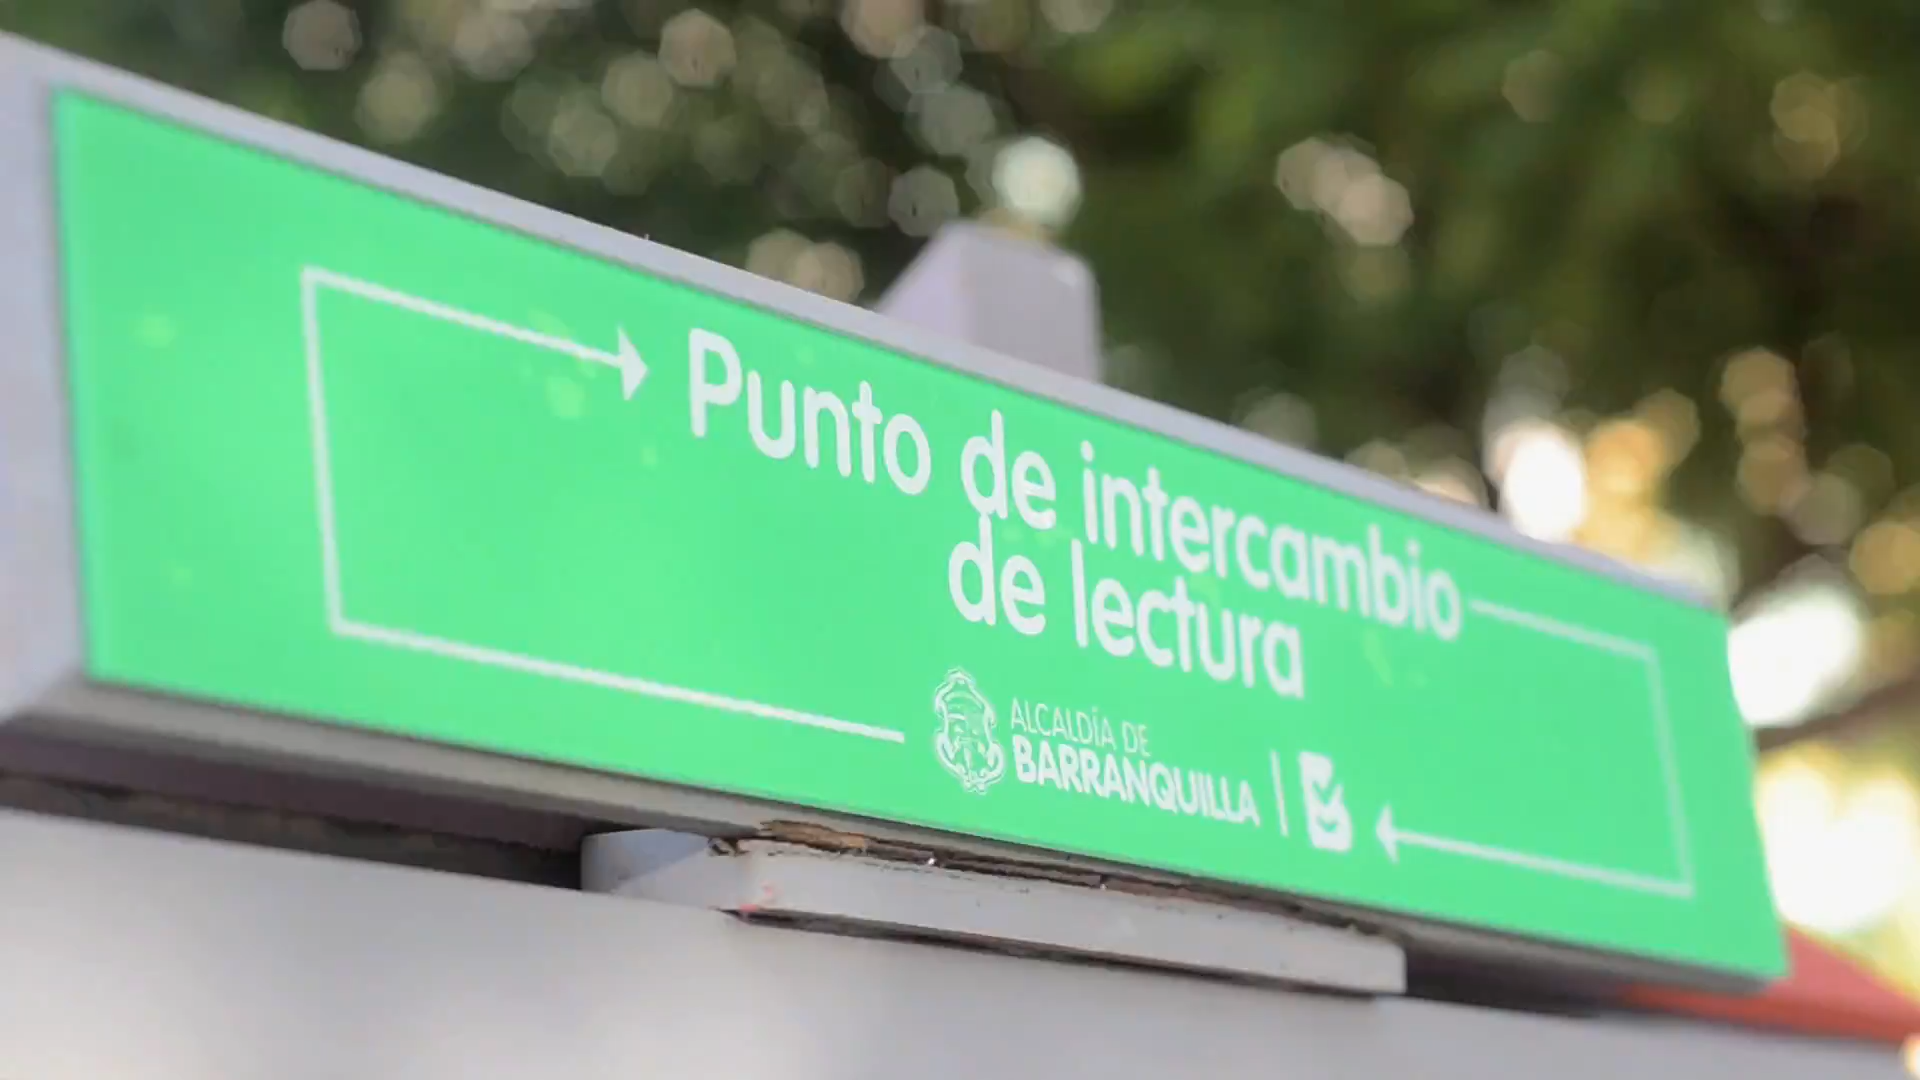 Punto de intercambio
de lectura
ALCALDÍA DE
BARRANQUILLA
B